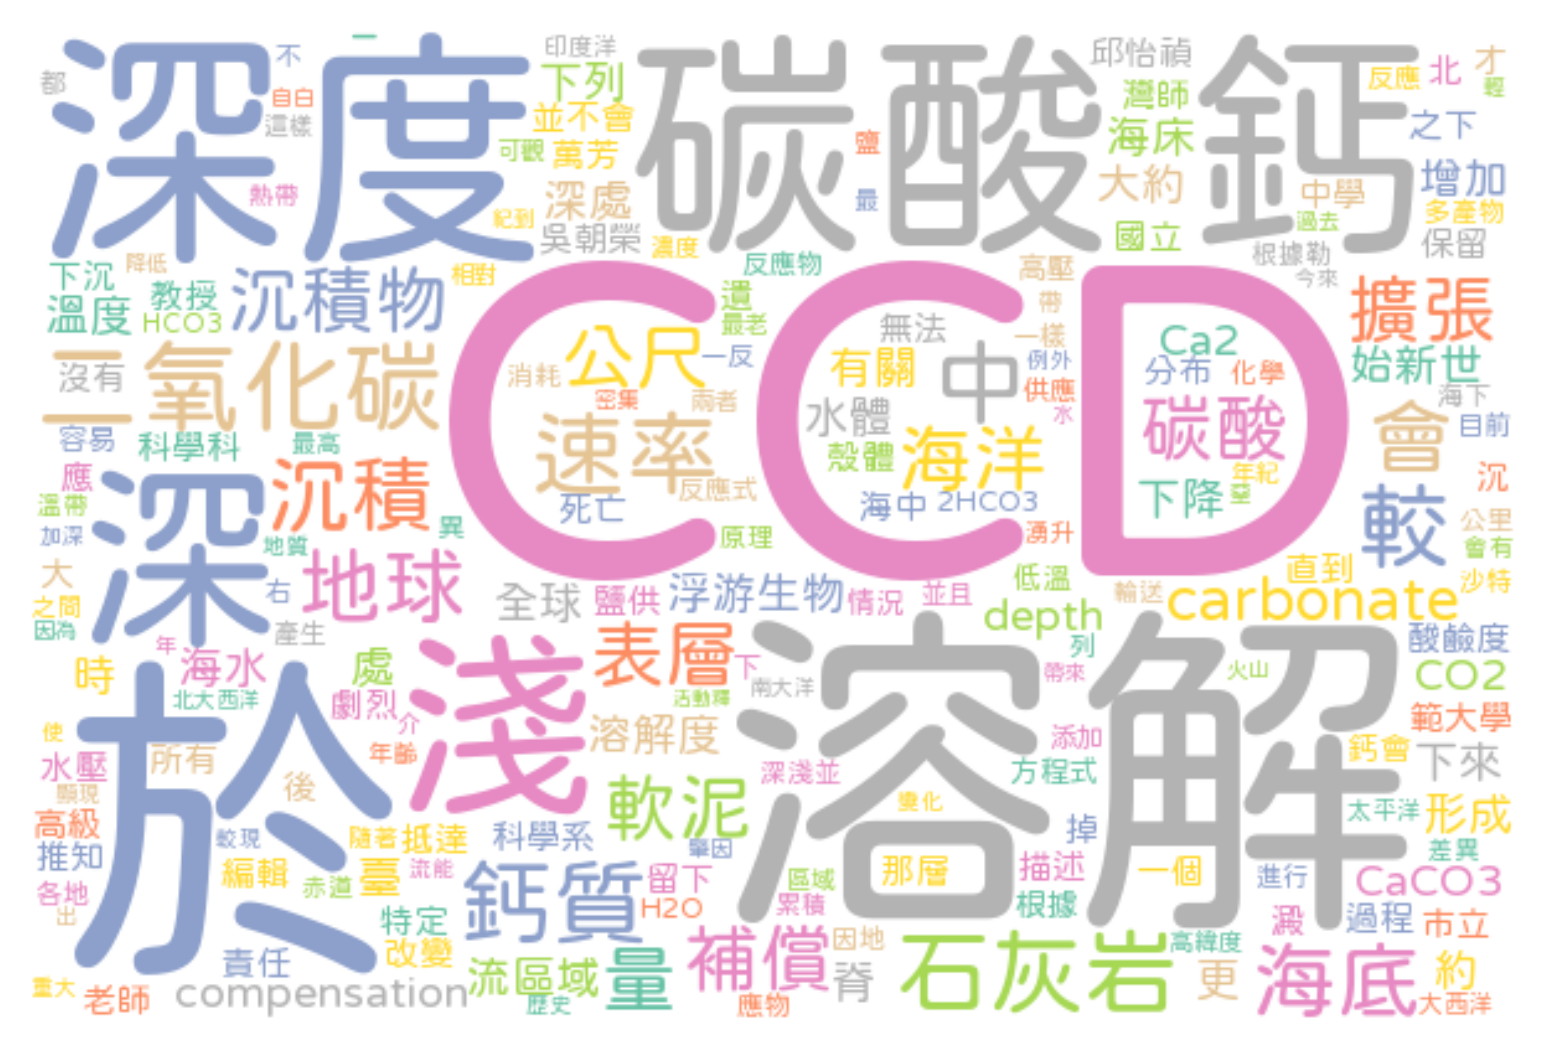 深度
碳酸鈣
CCD
深
於
淺
溶解
一
不
都
自白
這樣
熱帶
印度洋
下列
並不會
可觀
萬芳
深處
紀到
吳朝榮
濃度
鹽
最
邱怡禎
灣師
海床
大約
國立
反應
北
才
輕
之下
增加
中學
多產物
過去
保留
根據勒
今來
下沉
降低
溫度
教授
HCO3
沉積物
相對
反應物
遺
最老
高壓
帶
一樣
擴張
始新世
海下
二氧化碳
沒有
公尺
一反
消耗
密集
兩者
速率
反應式
死亡
原理
無法
有關
中
例外
供應
水體
水
殼體
海洋
海中
2HCO3
湧升
Ca2
分布
化學
碳酸
年紀
下降
會
目前
較
沉
公里
會有
容易
科學科
最高
應
沉積
溫帶
加深
地質
異
大
之間
因為
右
地球
產生
年
海水
時
處
北大西洋
全球
鹽供
浮游生物
情況
並且
低溫
depth
輸送
直到
carbonate
沙特
酸鹼度
CO2
表層
下
活動釋
南大洋
列
帶來
火山
範大學
劇烈
介
年齡
溶解度
使
水壓
所有
顯現
後
高級
推知
各地
出
較現
隨著
抵達
編輯
赤道
臺
流能
科學系
軟泥
肇因
深淺並
變化
添加
方程式
鈣會
下來
太平洋
形成
差異
掉
那層
描述
一個
進行
CaCO3
鈣質
留下
H2O
區域
累積
根據
澱
過程
市立
特定
改變
責任
重大
老師
compensation
流區域
歷史
量
補償
應物
因地
脊
石灰岩
高緯度
更
海底
約
大西洋